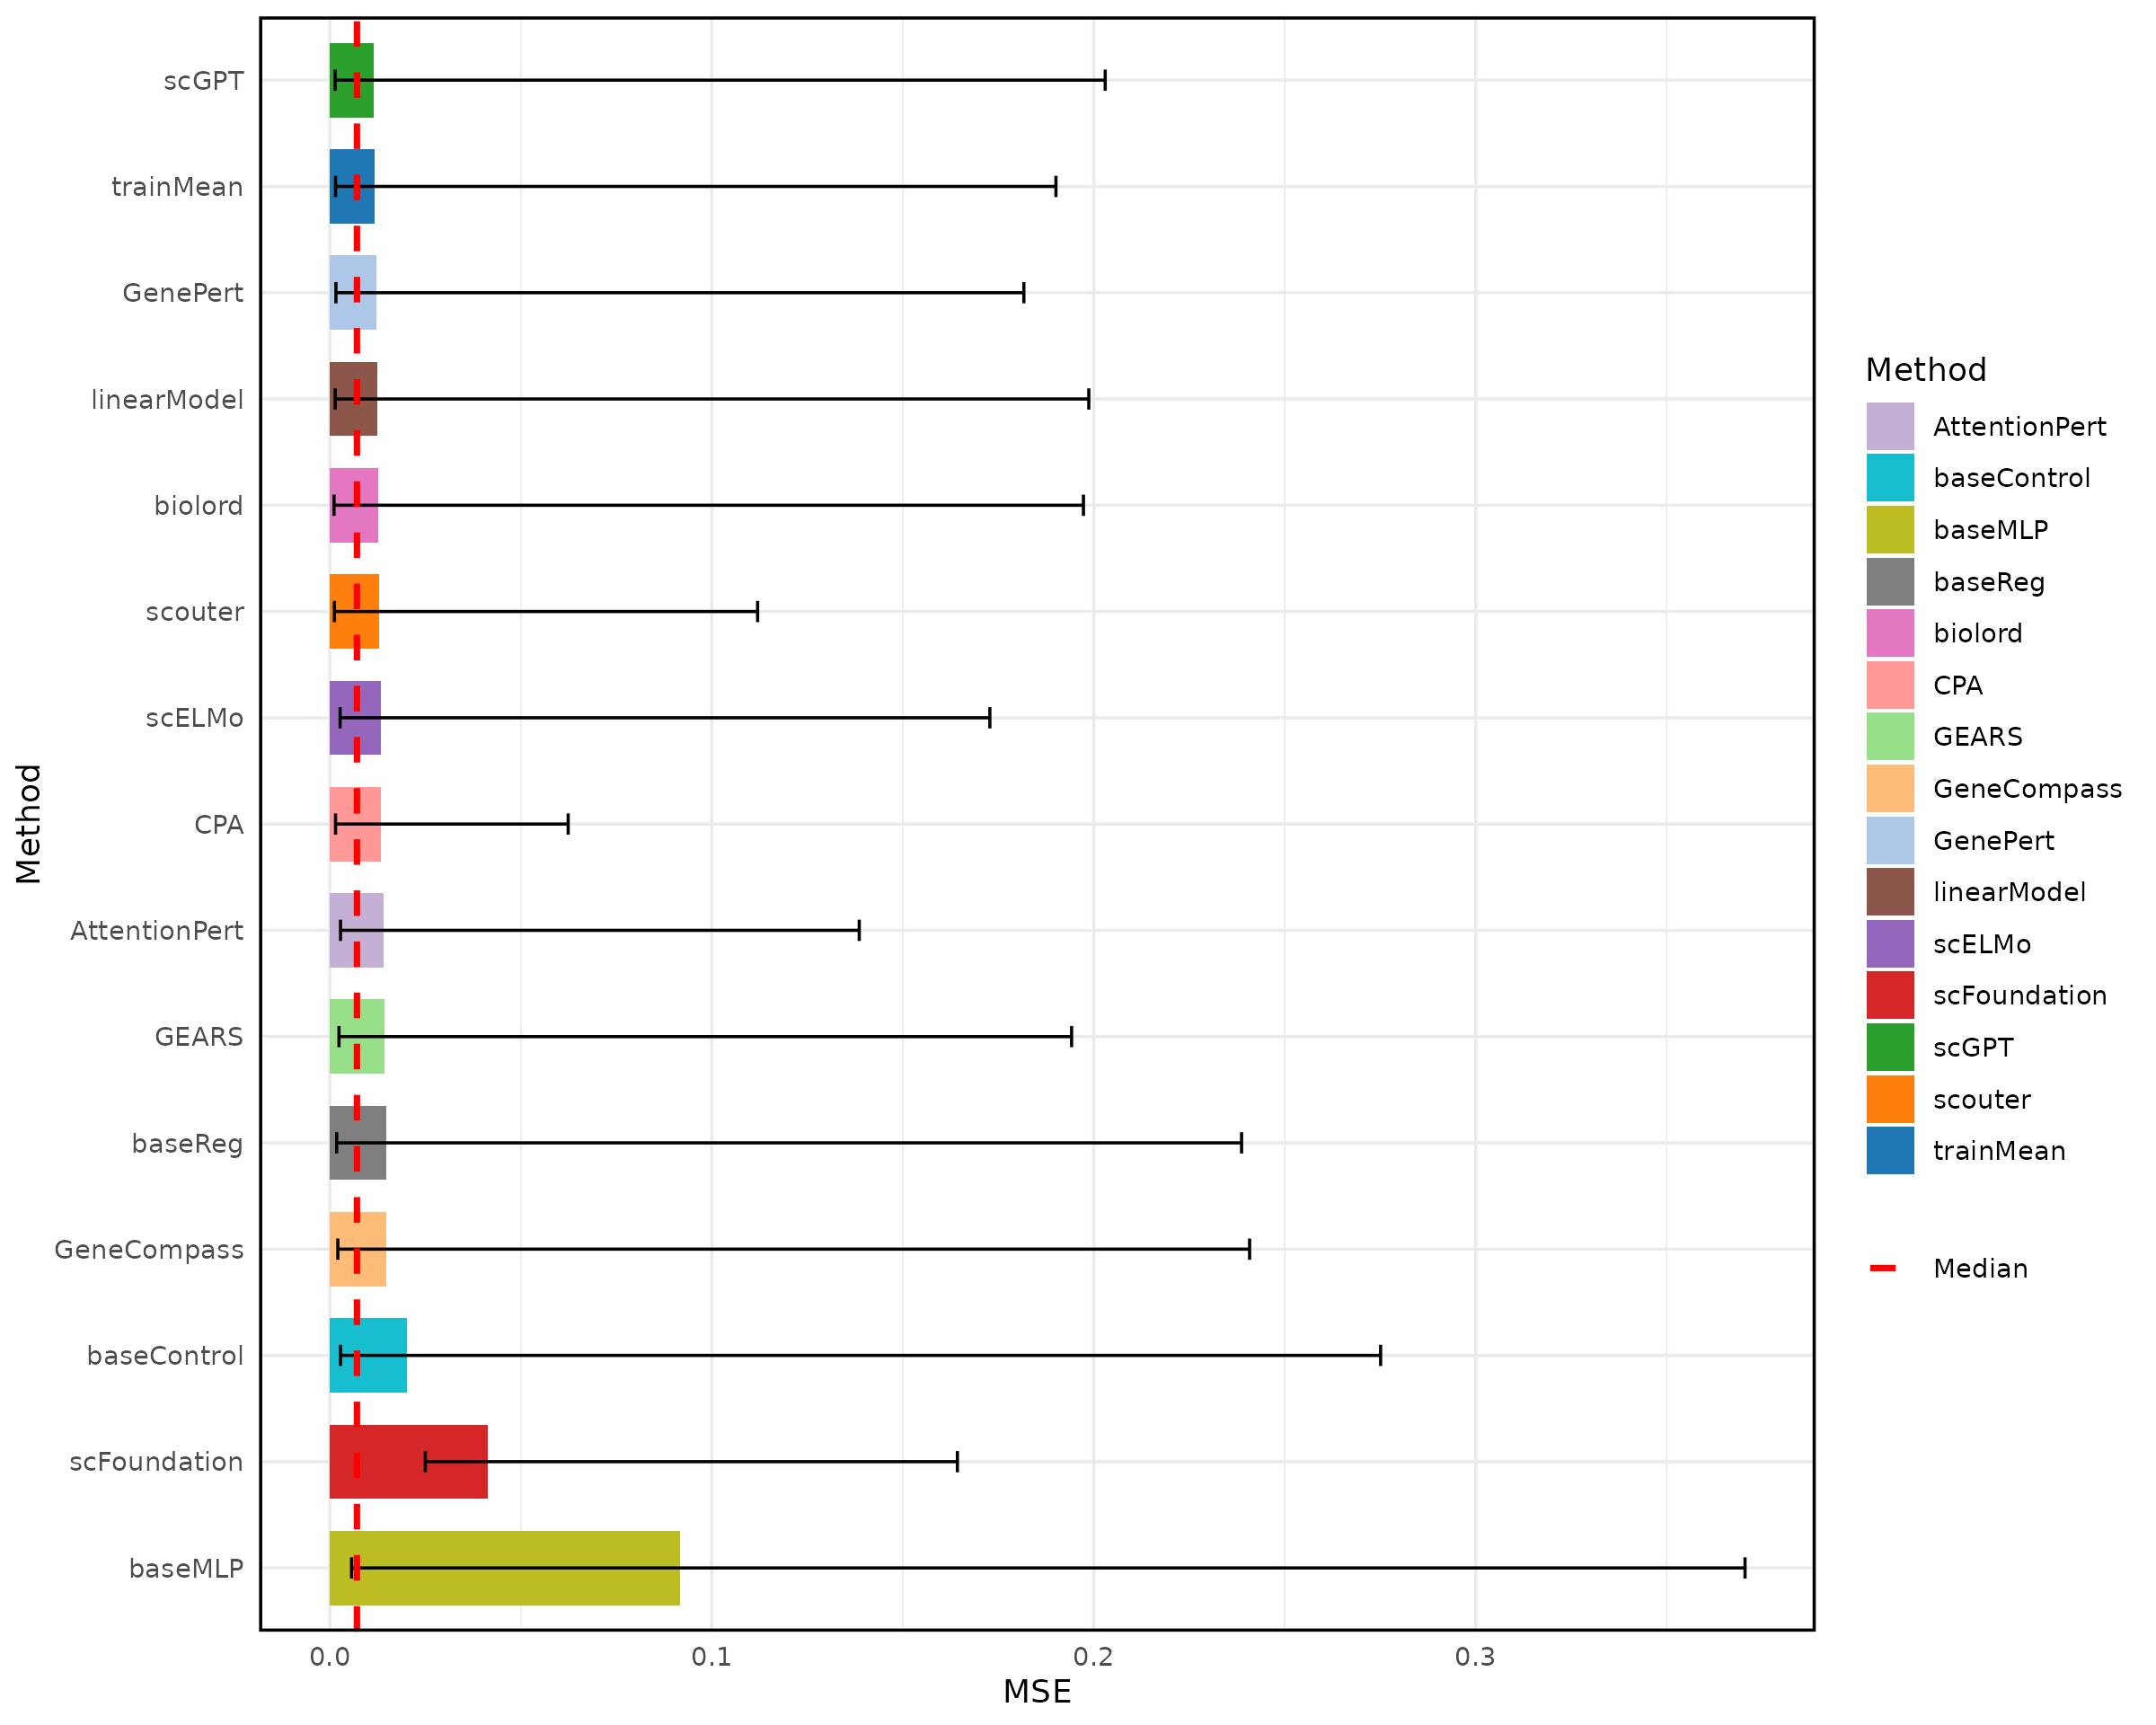 Method
scGPT
trainMean
GenePert
linearModel
biolord
scouter
scELMo
CPA
AttentionPert
GEARS
baseReg
GeneCompass
baseControl
scFoundation
baseMLP
0.0 0.1 0.2 0.3
MSE
Method
AttentionPert
baseControl
baseMLP
baseReg
biolord
CPA
GEARS
GeneCompass
GenePert
linearModel
scELMo
scFoundation
scGPT
scouter
trainMean
Median